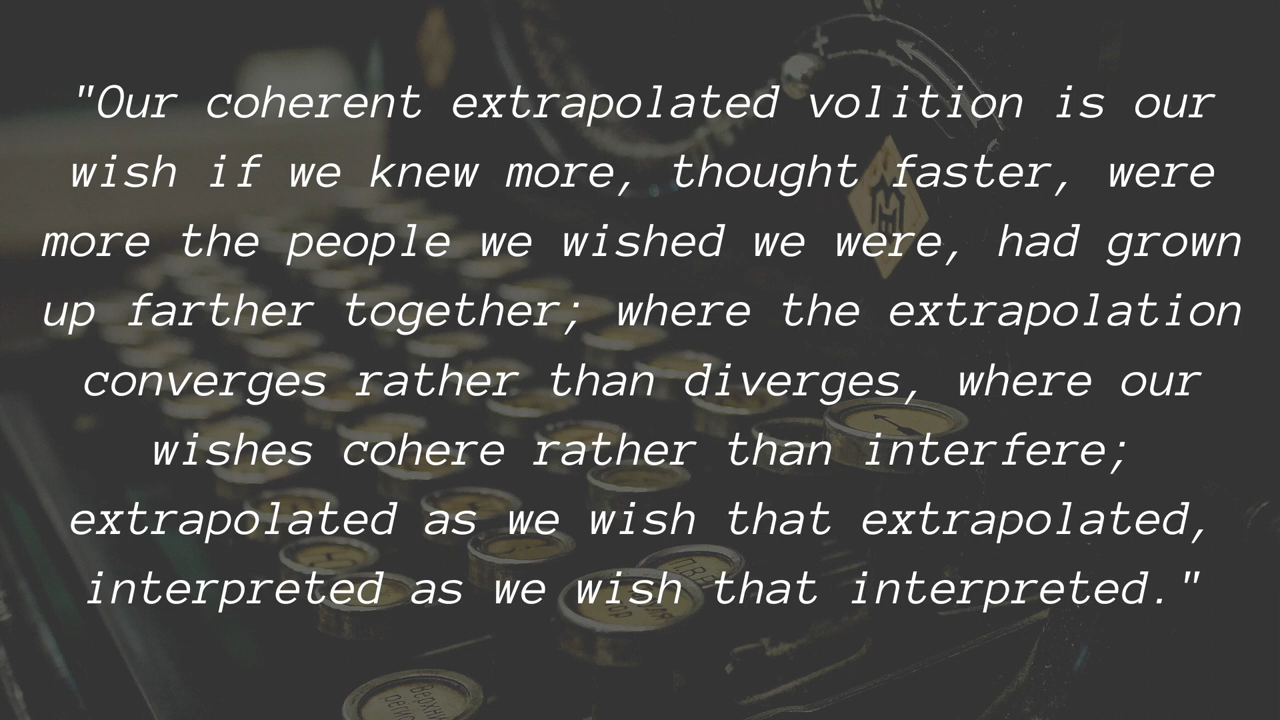 "Our coherent extrapolated volition is our
wish if we knew more, thought faster, were
more the people we wished we were, had grown
up farther together; where the extrapolation
converges rather than diverges, where our
wishes cohere rather than interfere;
extrapolated as we wish that extrapolated,
interpreted as we wish that interpreted."